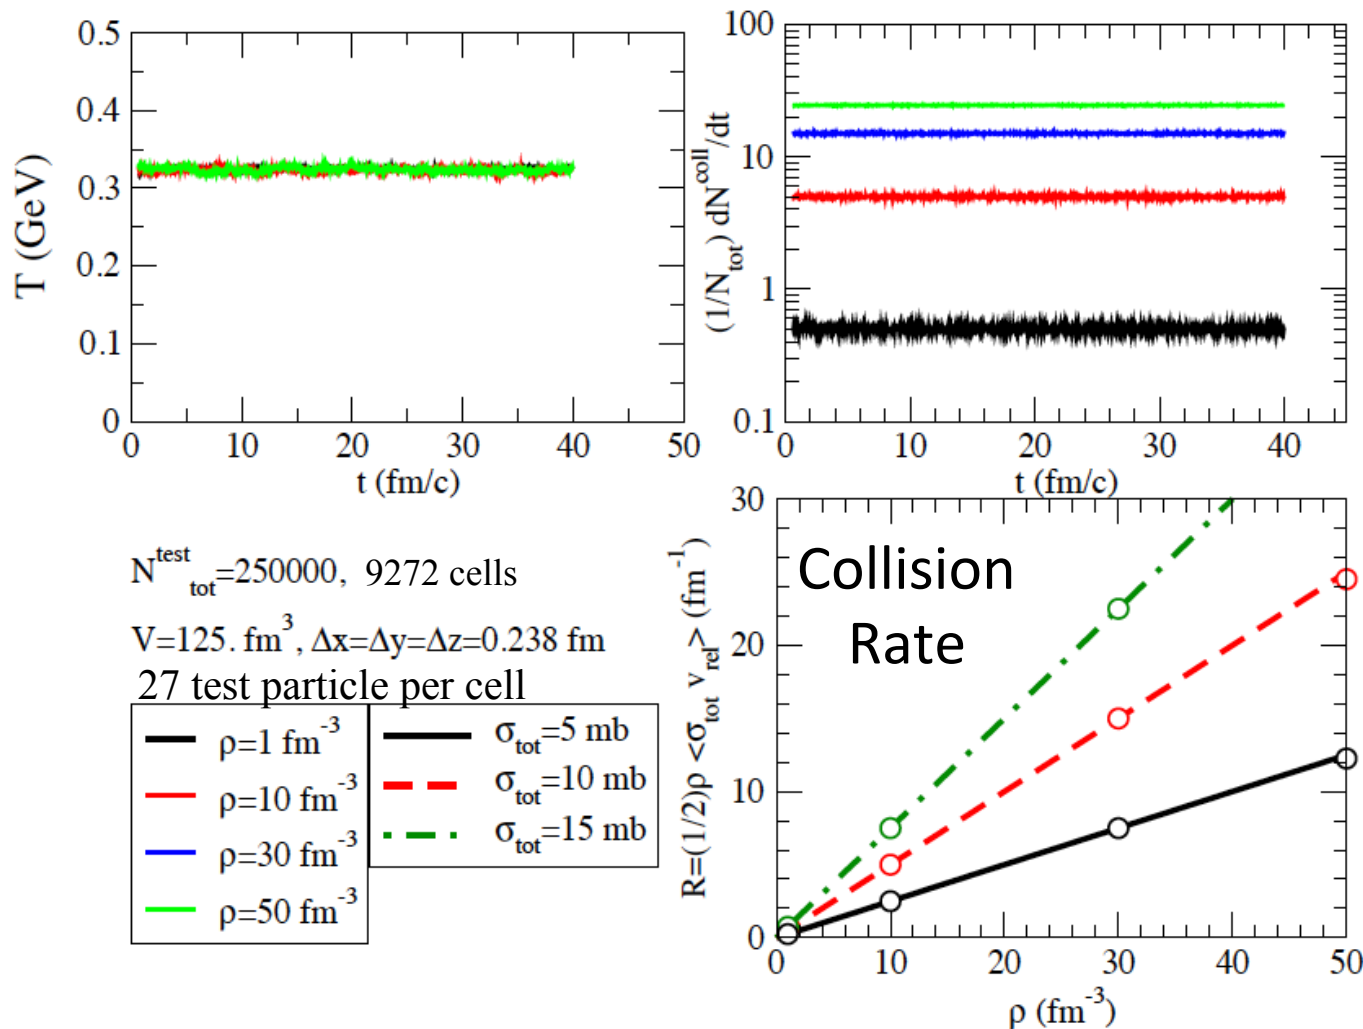 0.5
0.4
0.3
0.2
0.1
0
T (GeV)
0 10 20 30 40 50
t (fm/c)
100
10
1
0.1
(1/N_tot) dN^coll/dt
0 10 20 30 40
t (fm/c)
N^test_tot=250000, 9272 cells
V=125. fm^3, Δx=Δy=Δz=0.238 fm
27 test particle per cell
ρ=1 fm^-3
ρ=10 fm^-3
ρ=30 fm^-3
ρ=50 fm^-3
σ_tot=5 mb
σ_tot=10 mb
σ_tot=15 mb
30
20
10
0
R=(1/2)ρ <σ_tot v_rel> (fm^-1)
Collision
Rate
0 10 20 30 40 50
ρ (fm^-3)